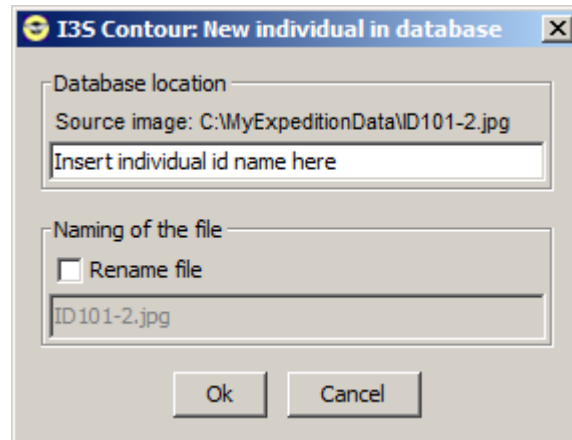 I3S Contour: New individual in database
Database location
Source image: C:\MyExpeditionData\ID101-2.jpg
Insert individual id name here
Naming of the file
Rename file
ID101-2.jpg
Ok Cancel